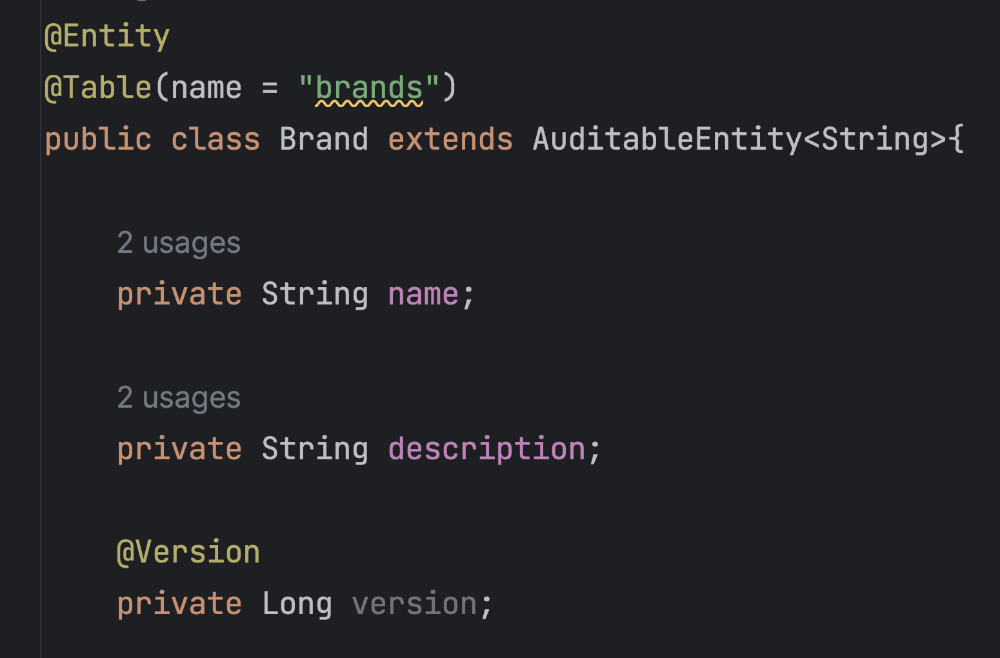 @Entity
@Table(name = "brands")
public class Brand extends AuditableEntity<String>{
2 usages
private String name;
2 usages
private String description;
@Version
private Long version;